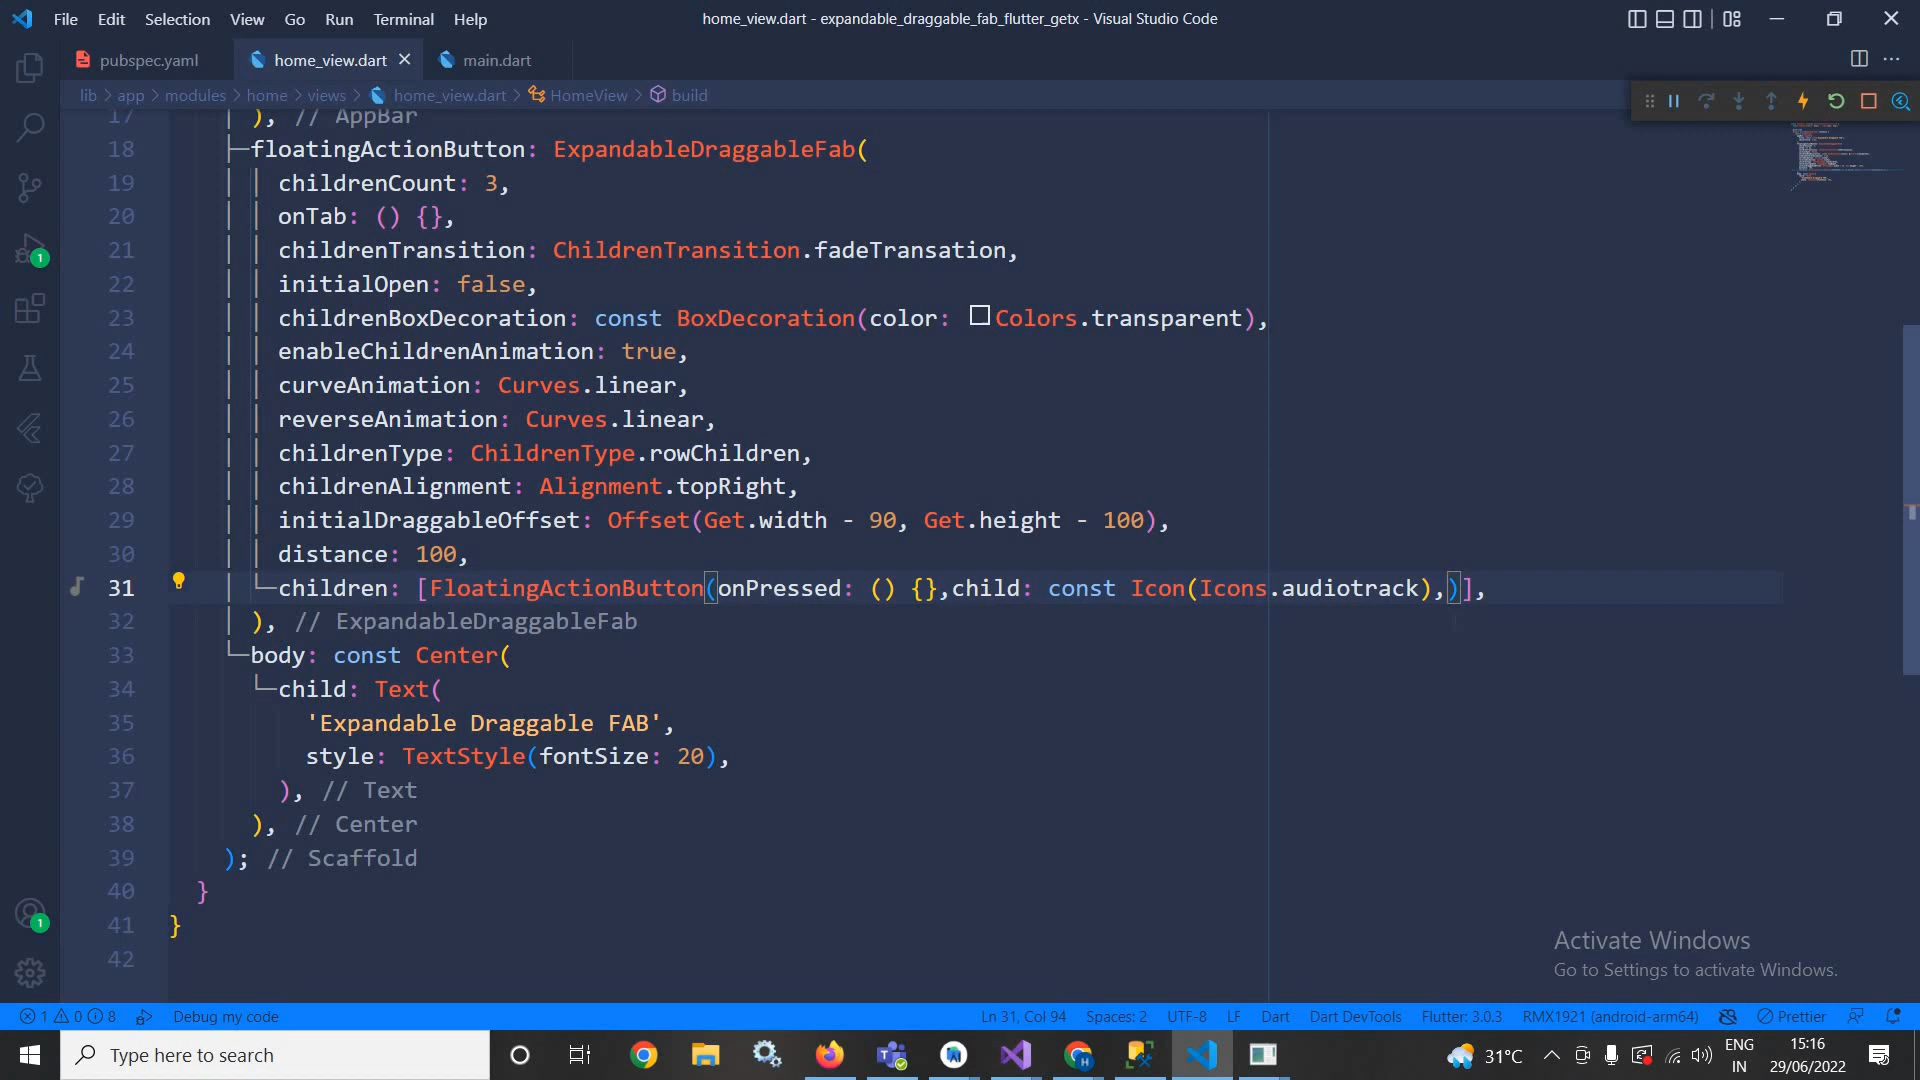 File Edit Selection View Go Run Terminal Help
home_view.dart - expandable_draggable_fab_flutter_getx - Visual Studio Code
pubspec.yaml home_view.dart main.dart
lib > app > modules > home > views > home_view.dart > HomeView > build
17 ), // AppBar
18 floatingActionButton: ExpandableDraggableFab(
19 childrenCount: 3,
20 onTab: () {},
21 childrenTransition: ChildrenTransition.fadeTransation,
22 initialOpen: false,
23 childrenBoxDecoration: const BoxDecoration(color: Colors.transparent),
24 enableChildrenAnimation: true,
25 curveAnimation: Curves.linear,
26 reverseAnimation: Curves.linear,
27 childrenType: ChildrenType.rowChildren,
28 childrenAlignment: Alignment.topRight,
29 initialDraggableOffset: Offset(Get.width - 90, Get.height - 100),
30 distance: 100,
31 children: [FloatingActionButton(onPressed: () {},child: const Icon(Icons.audiotrack),)],
32 ), // ExpandableDraggableFab
33 body: const Center(
34 child: Text(
35 'Expandable Draggable FAB',
36 style: TextStyle(fontSize: 20),
37 ), // Text
38 ), // Center
39 ); // Scaffold
40 }
41 }
42
1
1
Activate Windows
Go to Settings to activate Windows.
1 0 8 Debug my code Ln 31, Col 94 Spaces: 2 UTF-8 LF Dart Dart DevTools Flutter: 3.0.3 RMX1921 (android-arm64) Prettier
Type here to search
31°C
ENG
IN
15:16
29/06/2022